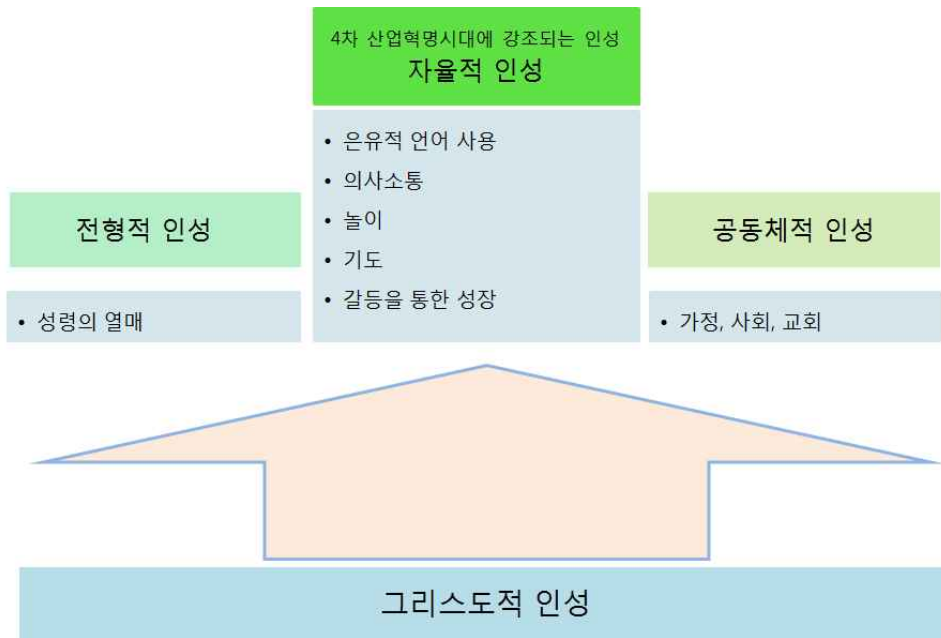 4차 산업혁명시대에 강조되는 인성
자율적 인성
• 은유적 언어 사용
• 의사소통
• 놀이
• 기도
• 갈등을 통한 성장
전형적 인성
• 성령의 열매
공동체적 인성
• 가정, 사회, 교회
그리스도적 인성